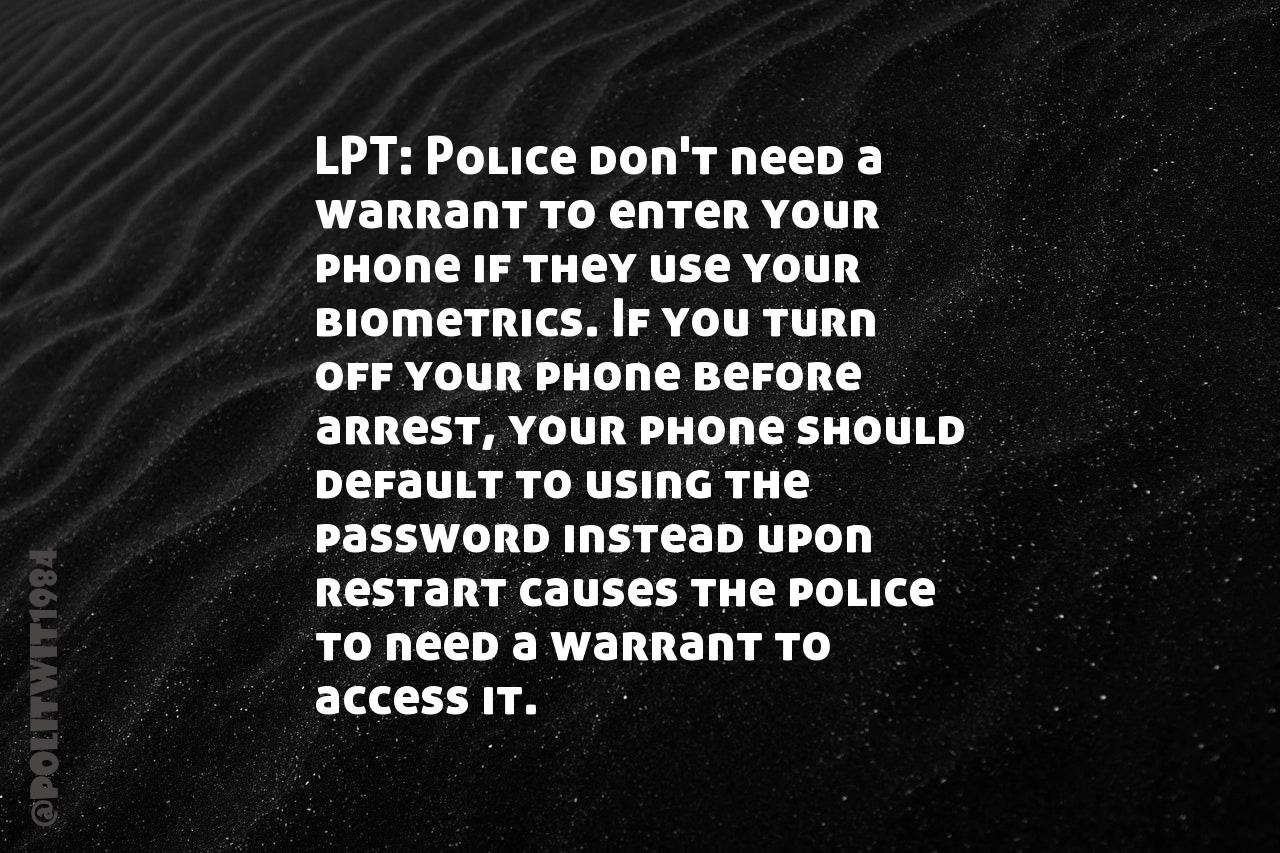 LPT: Police don't need a
warrant to enter your
phone if they use your
biometrics. If you turn
off your phone before
arrest, your phone should
default to using the
password instead upon
restart causes the police
to need a warrant to
access it.
@POLITWIT1984